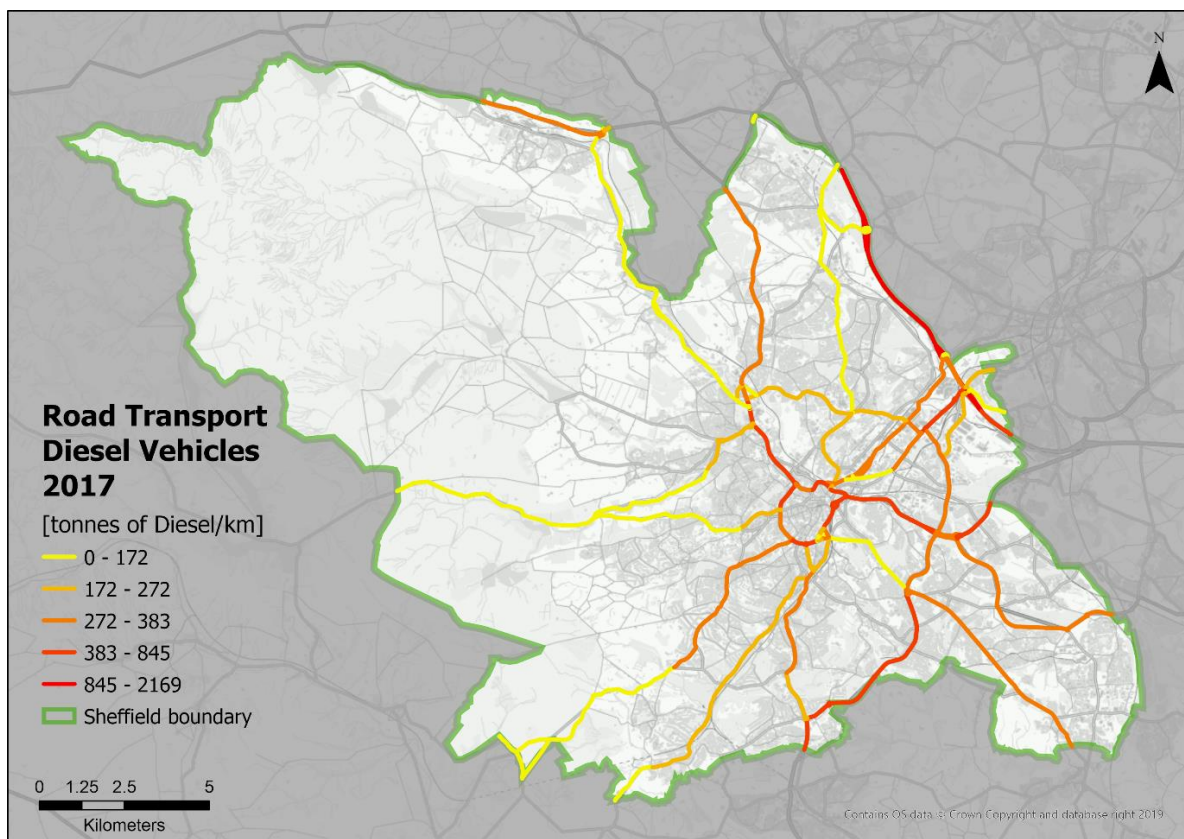 N
Road Transport
Diesel Vehicles
2017
[tonnes of Diesel/km]
0 - 172
172 - 272
272 - 383
383 - 845
845 - 2169
Sheffield boundary
0 1.25 2.5 5
Kilometers
Contains OS data © Crown Copyright and database right 2019